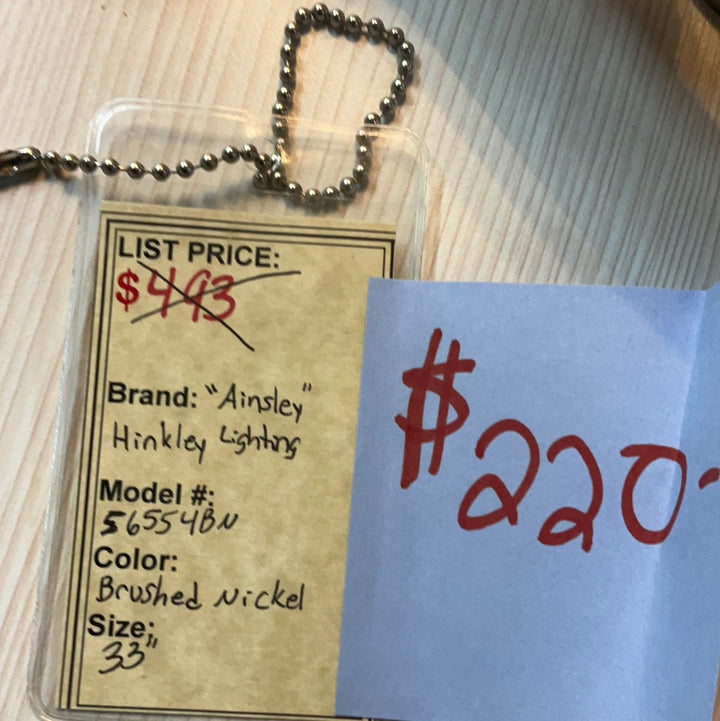 LIST PRICE:
$493
Brand: "Ainsley"
Hinkley Lighting
Model #:
56554BN
Color:
Brushed Nickel
Size:
33"
$220-